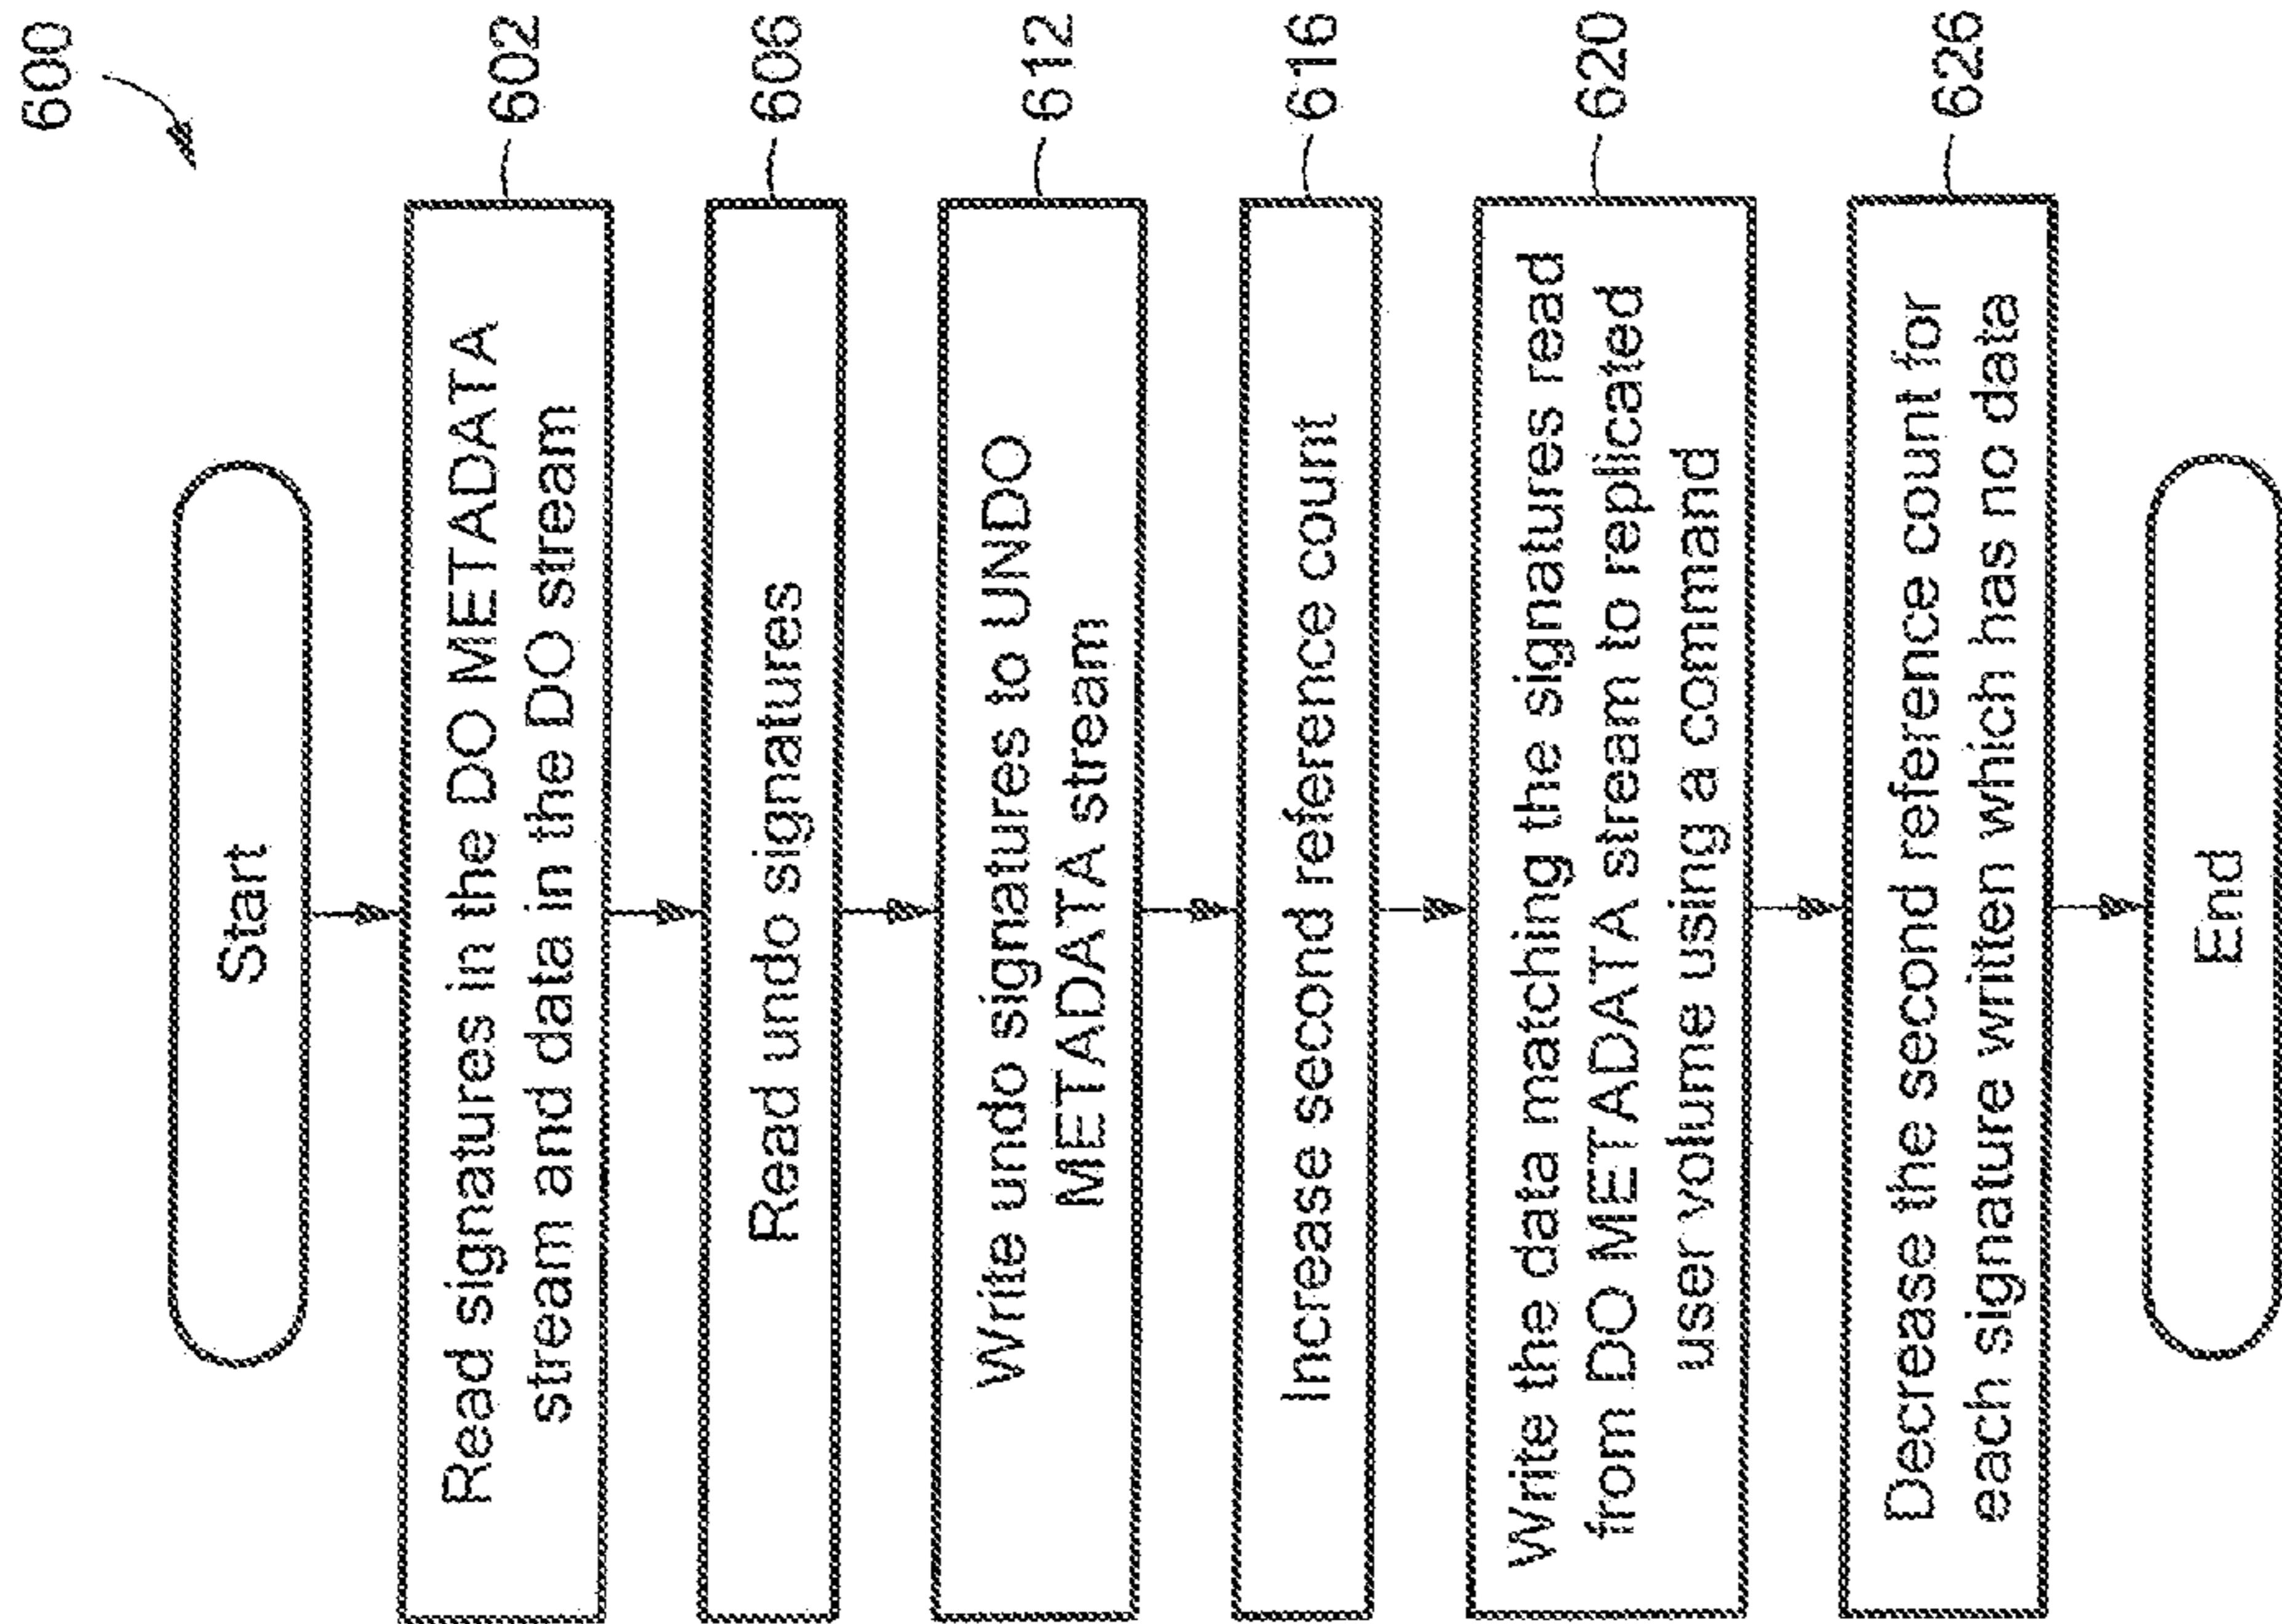 600
Start
Read signatures in the DO METADATA
stream and data in the DO stream
602
Read undo signatures
606
Write undo signatures to UNDO
METADATA stream
612
Increase second reference count
616
Write the data matching the signatures read
from DO METADATA stream to replicated
user volume using a command
620
Decrease the second reference count for
each signature written which has no data
626
End